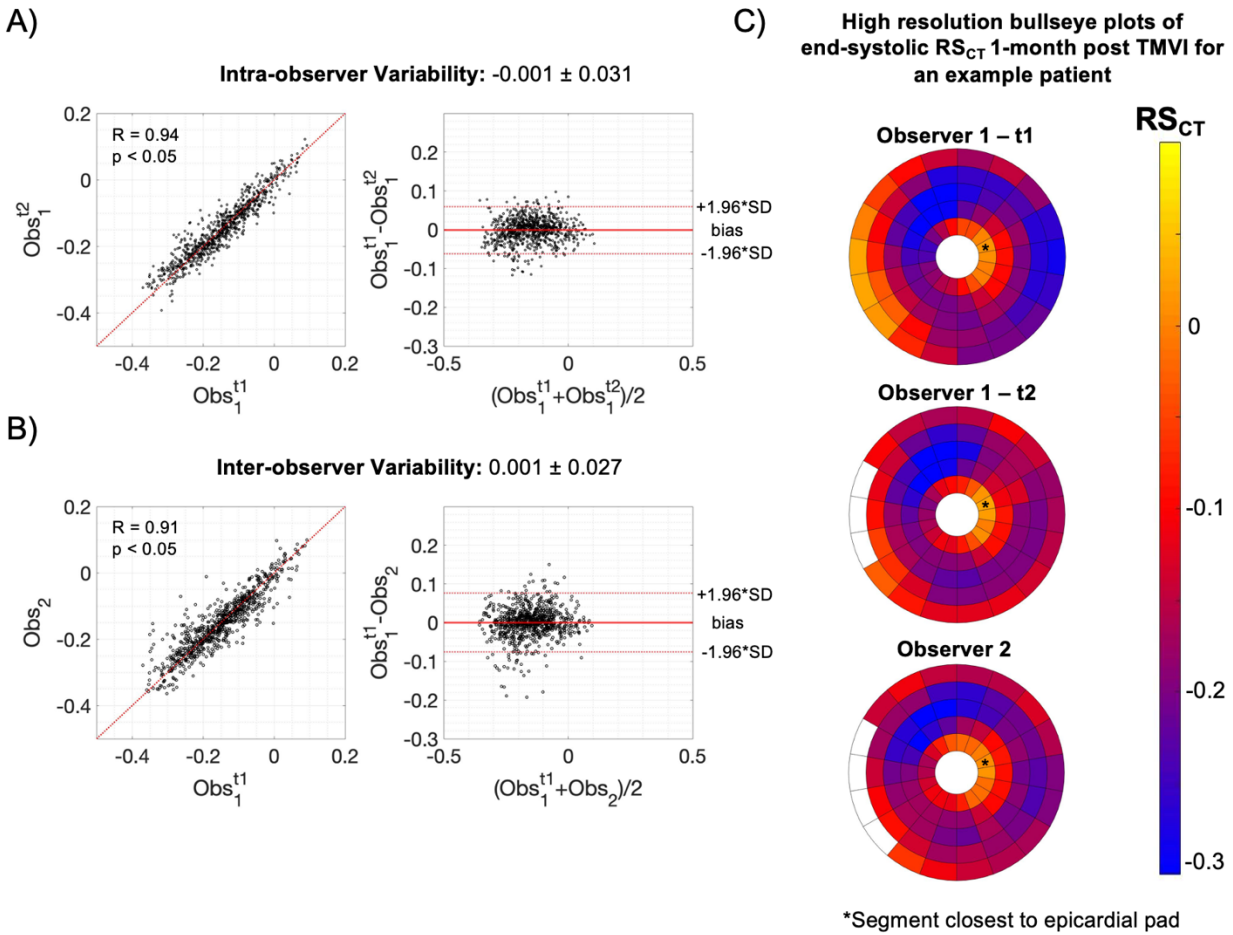 A)
Intra-observer Variability: -0.001 ± 0.031
0.2
0
-0.2
-0.4
R = 0.94
p < 0.05
Obs₁ᵗ²
-0.4 -0.2 0 0.2
Obs₁ᵗ¹
0.3
0.2
0.1
0
-0.1
-0.2
-0.3
Obs₁ᵗ¹-Obs₁ᵗ²
+1.96*SD
bias
-1.96*SD
-0.5 0 0.5
(Obs₁ᵗ¹+Obs₁ᵗ²)/2
B)
Inter-observer Variability: 0.001 ± 0.027
0.2
0
-0.2
-0.4
R = 0.91
p < 0.05
Obs₂
-0.4 -0.2 0 0.2
Obs₁ᵗ¹
0.3
0.2
0.1
0
-0.1
-0.2
-0.3
Obs₁ᵗ¹-Obs₂
+1.96*SD
bias
-1.96*SD
-0.5 0 0.5
(Obs₁ᵗ¹+Obs₂)/2
C)
High resolution bullseye plots of
end-systolic RS_CT 1-month post TMVI for
an example patient
Observer 1 – t1
*
Observer 1 – t2
*
Observer 2
*
RS_CT
0
-0.1
-0.2
-0.3
*Segment closest to epicardial pad